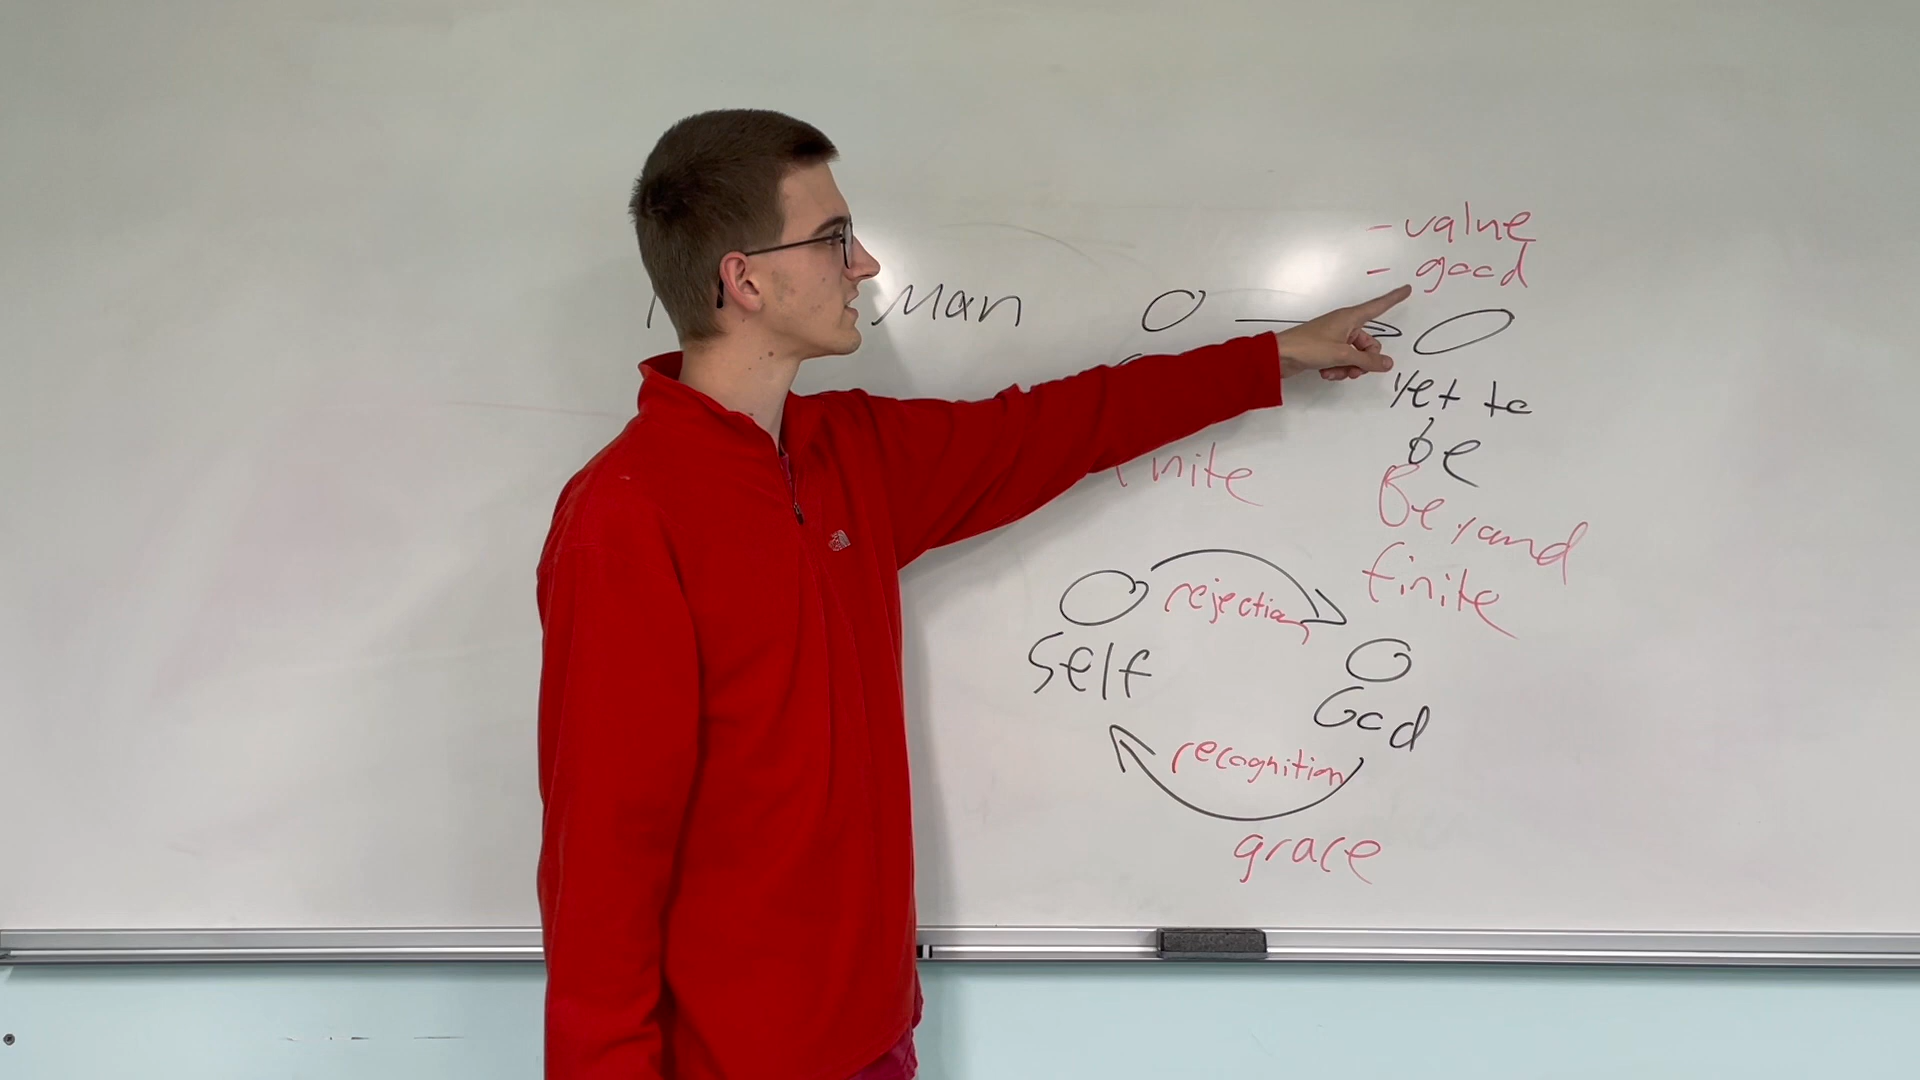 - value
- good
Man
Yet to
Be
finite
Beyond
finite
rejection
Self
God
recognition
grace